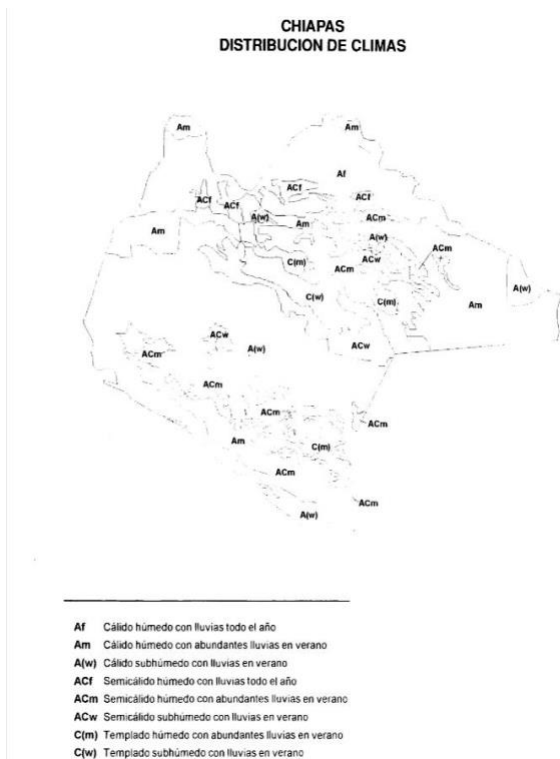 CHIAPAS
DISTRIBUCION DE CLIMAS
Am
Am
Af
ACf
ACf
ACf
ACf
A(w)
Am
ACm
Am
A(w)
ACm
ACw
C(m)
ACm
A(w)
C(w)
C(m)
Am
ACw
A(w)
ACw
ACm
ACm
ACm
ACm
Am
C(m)
ACm
ACm
A(w)
Af Cálido húmedo con lluvias todo el año
Am Cálido húmedo con abundantes lluvias en verano
A(w) Cálido subhúmedo con lluvias en verano
ACf Semicálido húmedo con lluvias todo el año
ACm Semicálido húmedo con abundantes lluvias en verano
ACw Semicálido subhúmedo con lluvias en verano
C(m) Templado húmedo con abundantes lluvias en verano
C(w) Templado subhúmedo con lluvias en verano